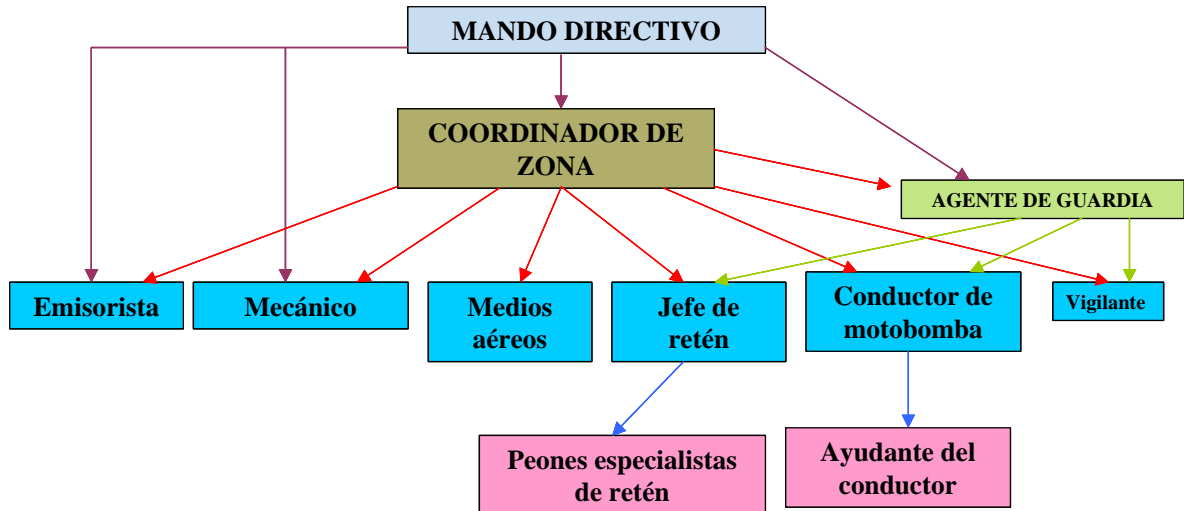 MANDO DIRECTIVO
COORDINADOR DE
ZONA
AGENTE DE GUARDIA
Emisorista
Mecánico
Medios
aéreos
Jefe de
retén
Conductor de
motobomba
Vigilante
Peones especialistas
de retén
Ayudante del
conductor